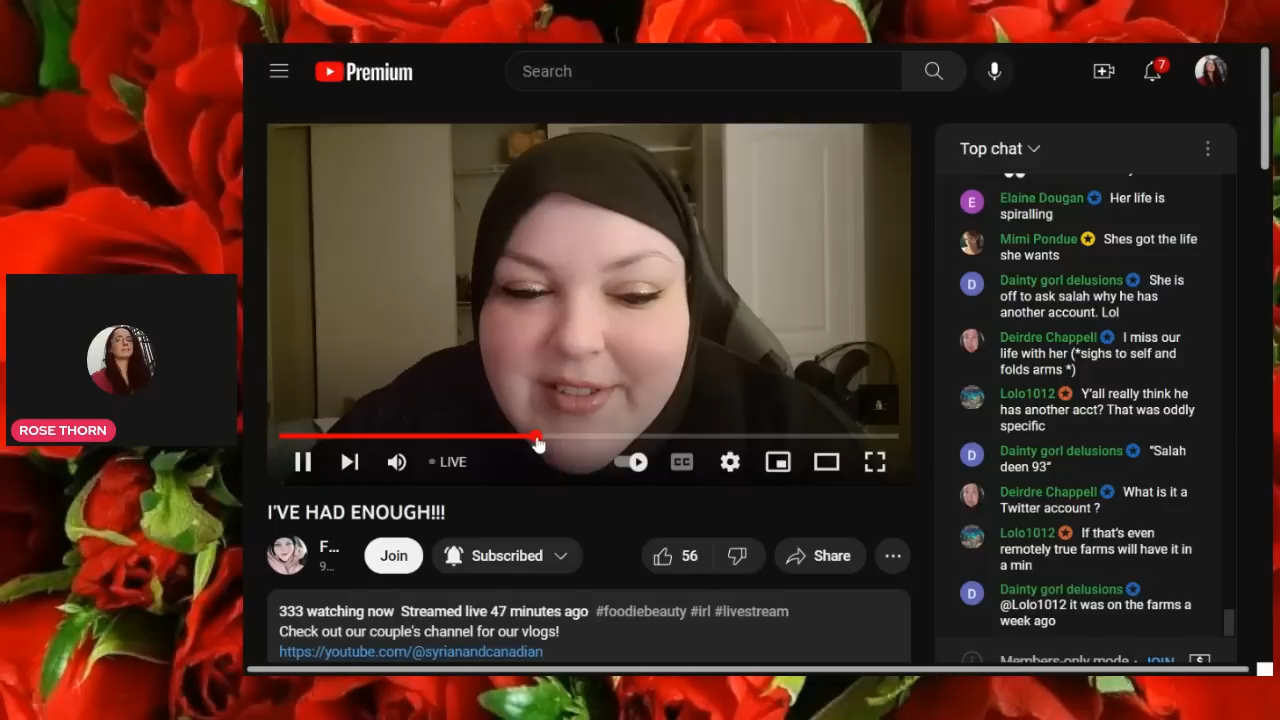 Premium
Search
7
Top chat
Elaine Dougan Her life is
spiralling
Mimi Pondue Shes got the life
she wants
Dainty gorl delusions She is
off to ask salah why he has
another account. Lol
Deirdre Chappell I miss our
life with her (*sighs to self and
folds arms *)
Lolo1012 Y'all really think he
has another acct? That was oddly
specific
Dainty gorl delusions “Salah
deen 93”
Deirdre Chappell What is it a
Twitter account ?
Lolo1012 If that's even
remotely true farms will have it in
a min
Dainty gorl delusions
@Lolo1012 it was on the farms a
week ago
Members-only mode · JOIN
E
D
D
D
ROSE THORN
LIVE
CC
I'VE HAD ENOUGH!!!
F...
9...
Join
Subscribed
56
Share
333 watching now Streamed live 47 minutes ago #foodiebeauty #irl #livestream
Check out our couple's channel for our vlogs!
https://youtube.com/@syrianandcanadian